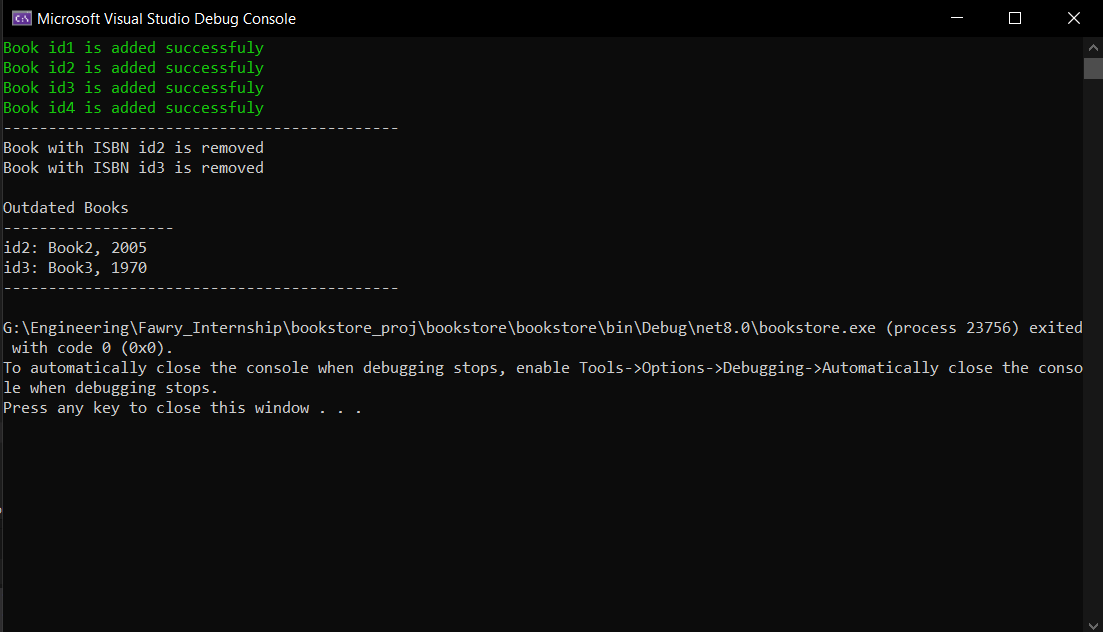 Microsoft Visual Studio Debug Console
Book id1 is added successfuly
Book id2 is added successfuly
Book id3 is added successfuly
Book id4 is added successfuly
--------------------------------------------
Book with ISBN id2 is removed
Book with ISBN id3 is removed
Outdated Books
-------------------
id2: Book2, 2005
id3: Book3, 1970
--------------------------------------------
G:\Engineering\Fawry_Internship\bookstore_proj\bookstore\bookstore\bin\Debug\net8.0\bookstore.exe (process 23756) exited
 with code 0 (0x0).
To automatically close the console when debugging stops, enable Tools->Options->Debugging->Automatically close the conso
le when debugging stops.
Press any key to close this window . . .